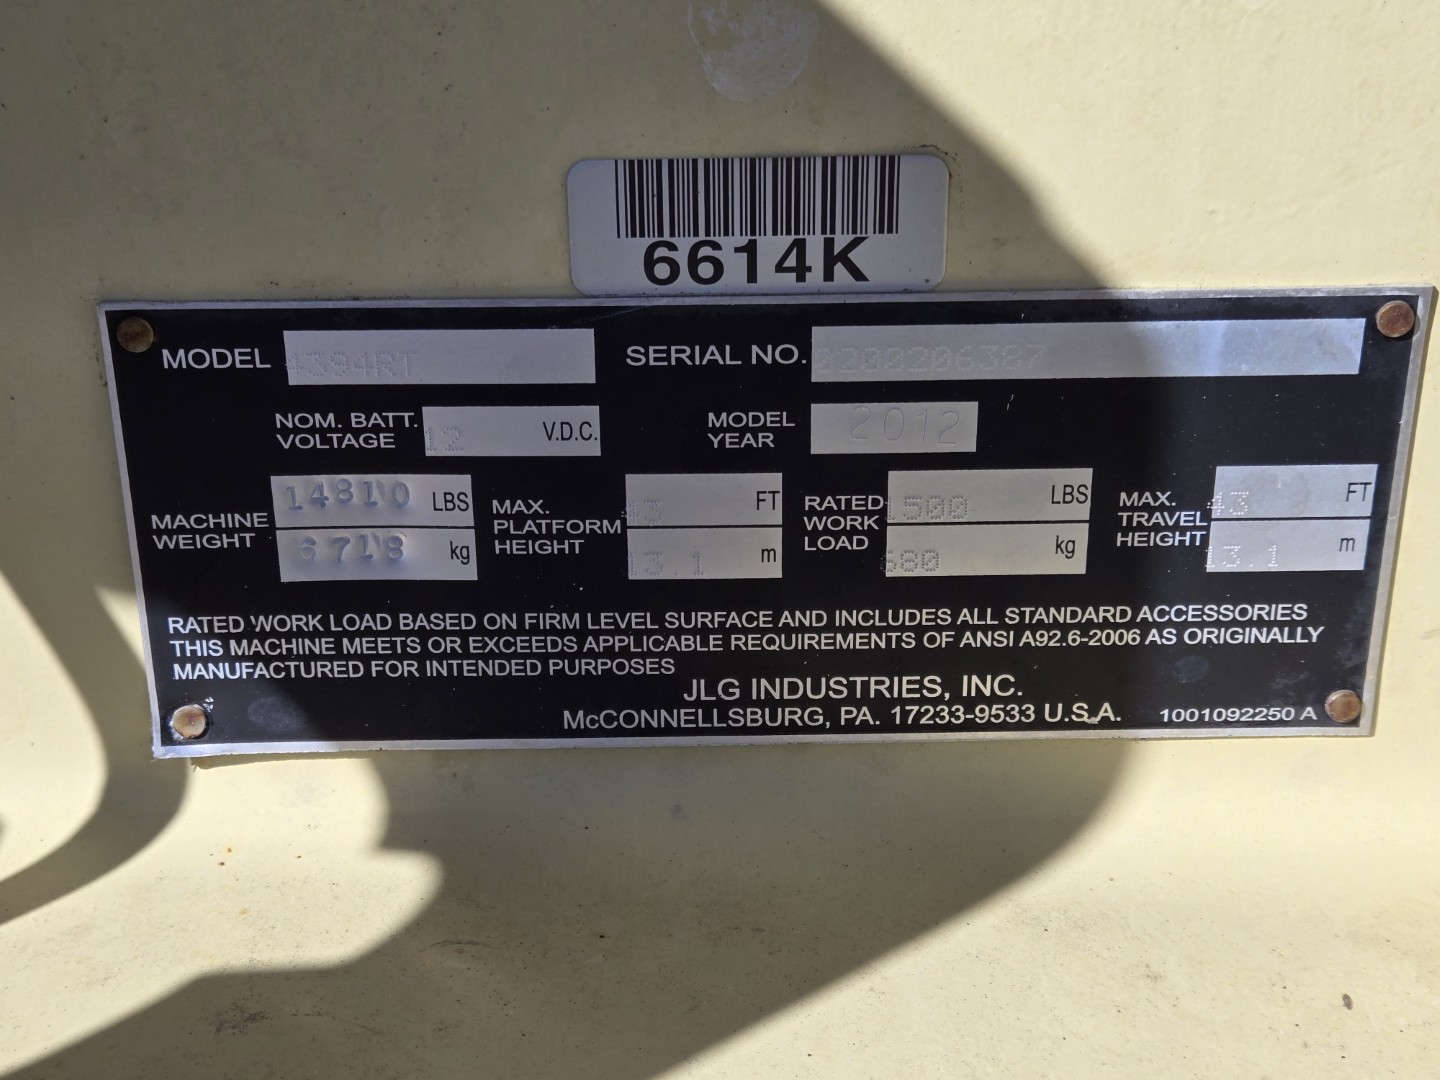 6614K
MODEL 4394RT SERIAL NO. 0200206387
NOM. BATT. VOLTAGE 12 V.D.C. MODEL YEAR 2012
MACHINE WEIGHT 14810 LBS 6718 kg
MAX. PLATFORM HEIGHT 43 FT 13.1 m
RATED WORK LOAD 1500 LBS 680 kg
MAX. TRAVEL HEIGHT 43 FT 13.1 m
RATED WORK LOAD BASED ON FIRM LEVEL SURFACE AND INCLUDES ALL STANDARD ACCESSORIES
THIS MACHINE MEETS OR EXCEEDS APPLICABLE REQUIREMENTS OF ANSI A92.6-2006 AS ORIGINALLY
MANUFACTURED FOR INTENDED PURPOSES
JLG INDUSTRIES, INC.
McCONNELLSBURG, PA. 17233-9533 U.S.A. 1001092250 A